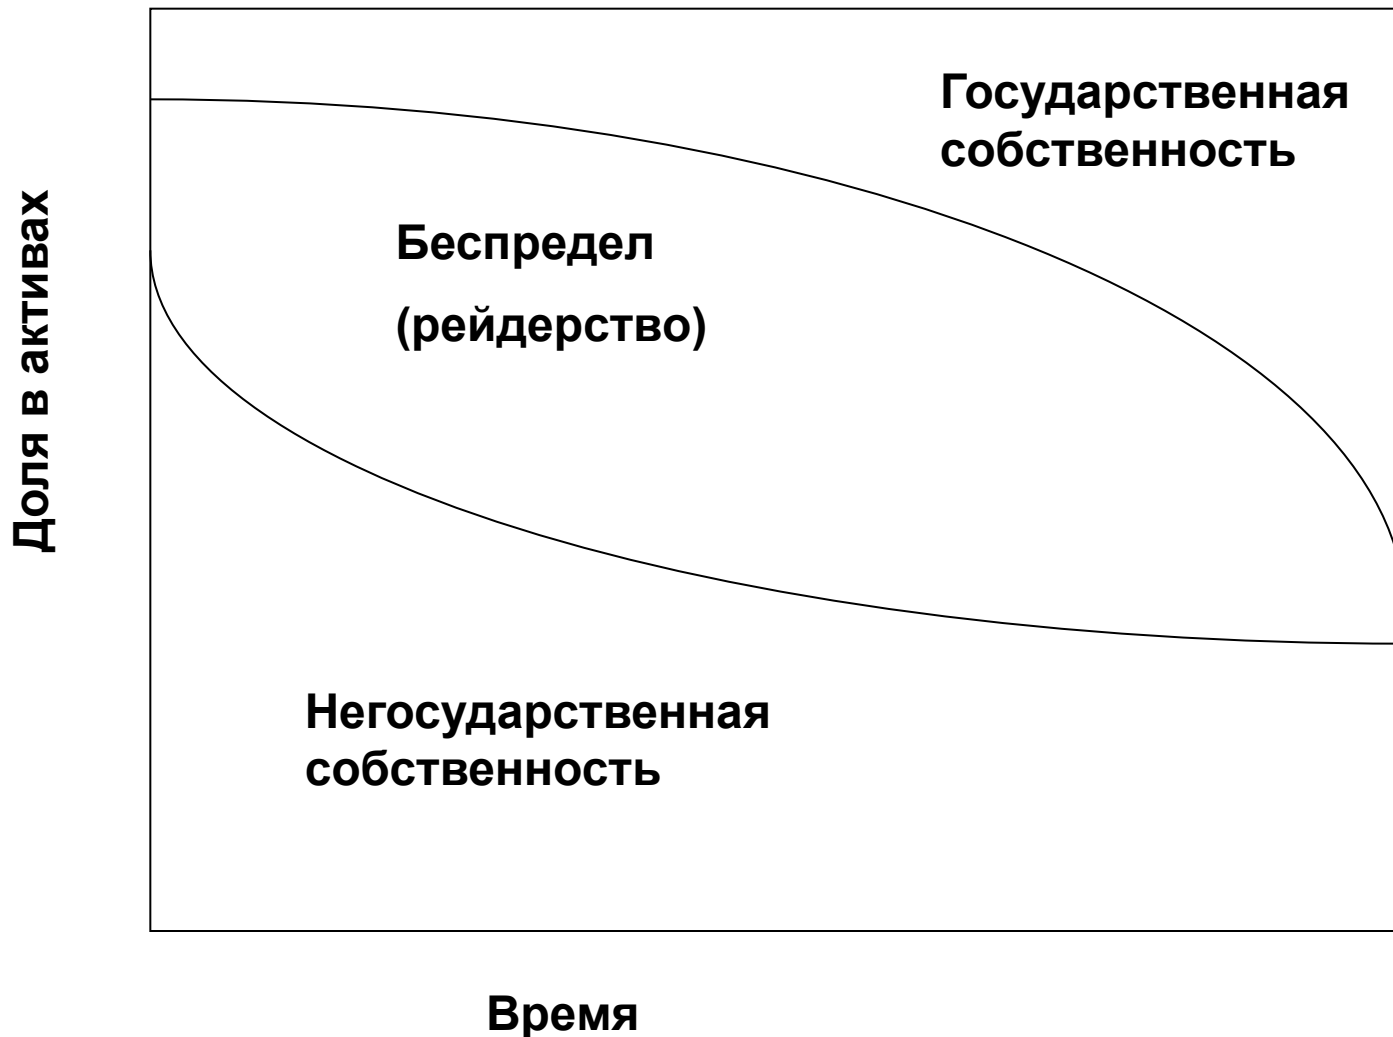 Государственная
собственность
Беспредел
(рейдерство)
Доля в активах
Негосударственная
собственность
Время